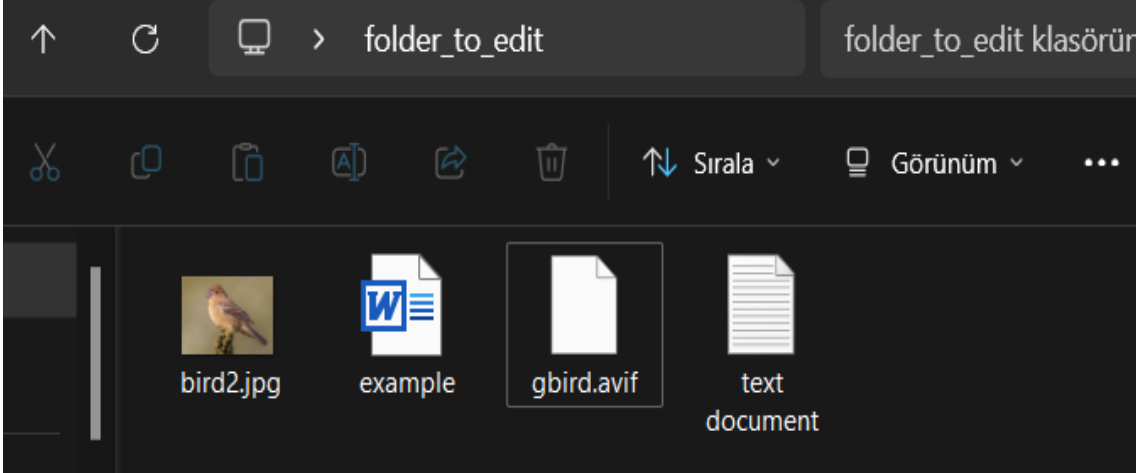 folder_to_edit
folder_to_edit klasörün
Sırala
Görünüm
bird2.jpg
example
gbird.avif
text
document